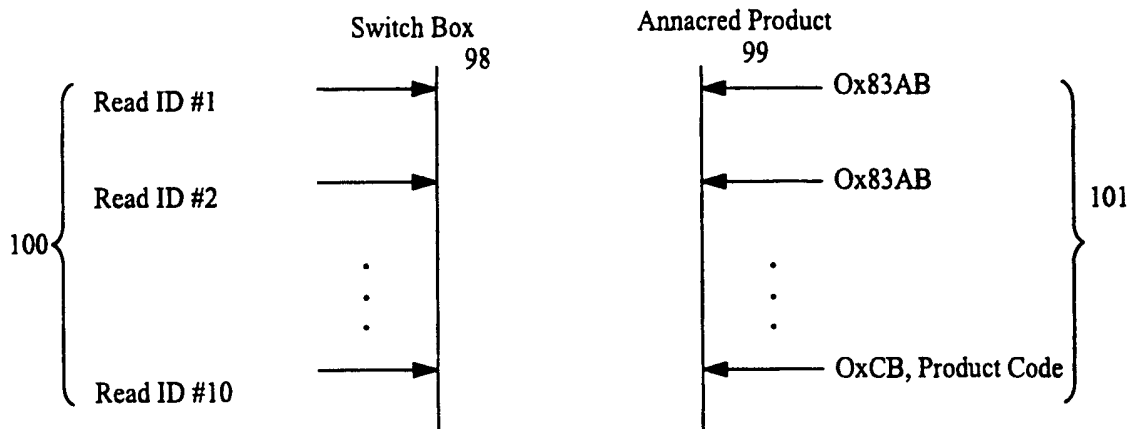 Switch Box
98
Annacred Product
99
Read ID #1
Ox83AB
Read ID #2
Ox83AB
100
101
Read ID #10
OxCB, Product Code